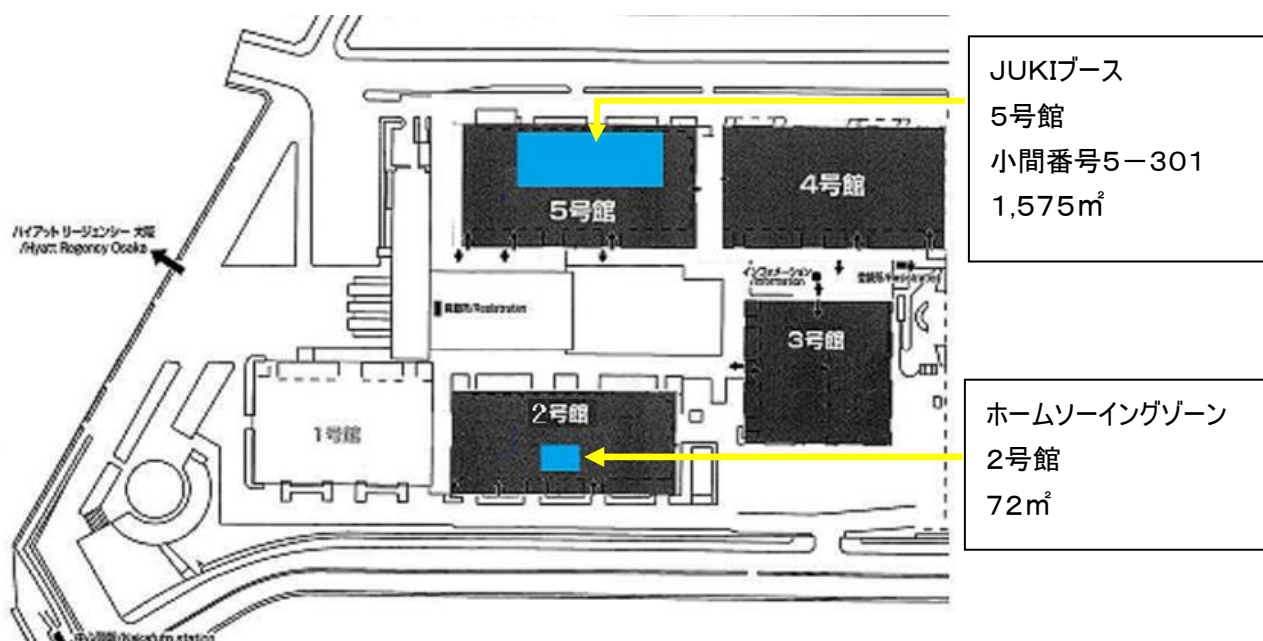 JUKIブース
5号館
小間番号5－301
1,575㎡
5号館
4号館
ハイアット リージェンシー 大阪
/Hyatt Regency Osaka
インフォメーション
/Information
/Registration
3号館
2号館
1号館
ホームソーイングゾーン
2号館
72㎡
/Nakafuto station